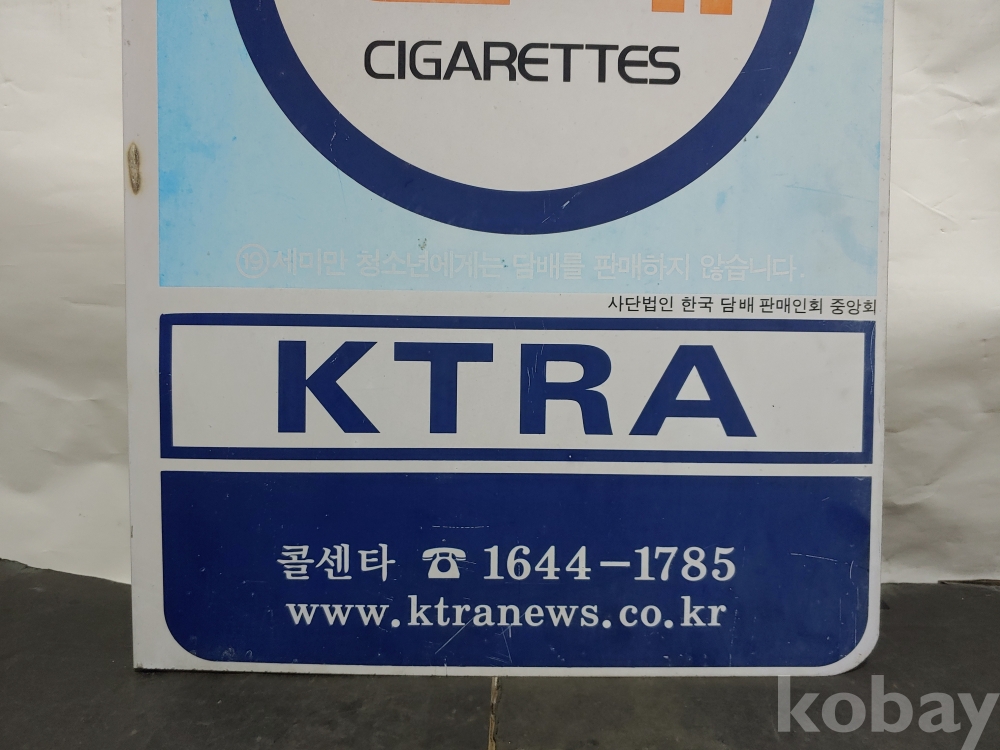 CIGARETTES
⑲세미만 청소년에게는 담배를 판매하지 않습니다.
사단법인 한국 담배 판매인회 중앙회
KTRA
콜센타 ☎ 1644-1785
www.ktranews.co.kr
kobay